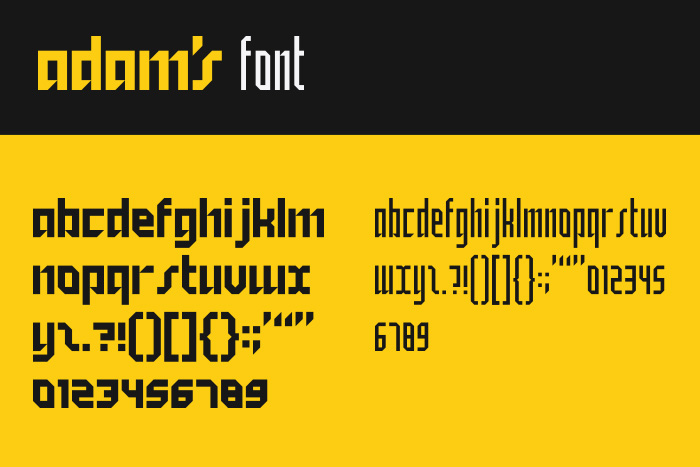 adam's font
abcdefghijklm
nopqrstuvwx
yz.?!()[]{}:;'“”
0123456789
abcdefghijklmnopqrstuv
wxyz.?!()[]{}:;'“”012345
6789